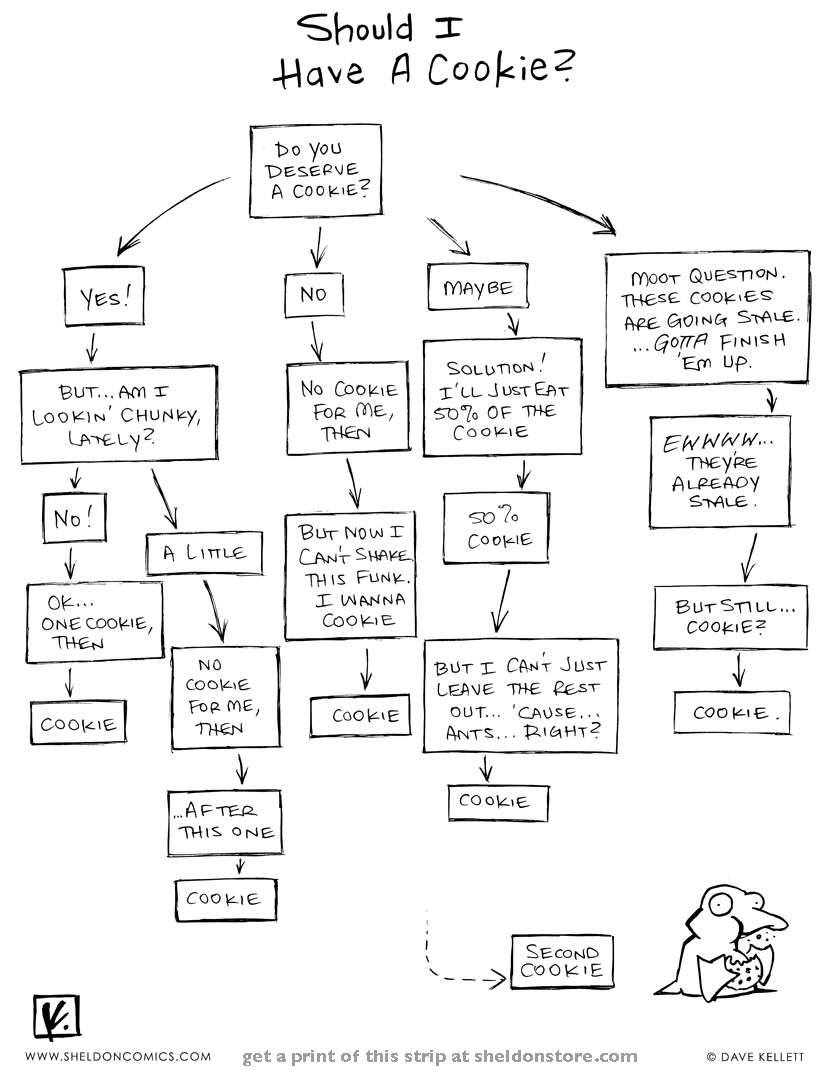 Should I
Have A Cookie?
DO YOU
DESERVE
A COOKIE?
YES!
BUT... AM I
LOOKIN' CHUNKY,
LATELY?
NO!
OK...
ONE COOKIE,
THEN
COOKIE
A LITTLE
NO
COOKIE
FOR ME,
THEN
...AFTER
THIS ONE
COOKIE
NO
NO COOKIE
FOR ME,
THEN
BUT NOW I
CAN'T SHAKE
THIS FUNK.
I WANNA
COOKIE
COOKIE
MAYBE
SOLUTION!
I'LL JUST EAT
50% OF THE
COOKIE
50%
COOKIE
BUT I CAN'T JUST
LEAVE THE REST
OUT... 'CAUSE...
ANTS... RIGHT?
COOKIE
MOOT QUESTION.
THESE COOKIES
ARE GOING STALE.
...GOTTA FINISH
'EM UP.
EWWWW...
THEY'RE
ALREADY
STALE.
BUT STILL...
COOKIE?
COOKIE.
SECOND
COOKIE
WWW.SHELDONCOMICS.COM
get a print of this strip at sheldonstore.com
© DAVE KELLETT